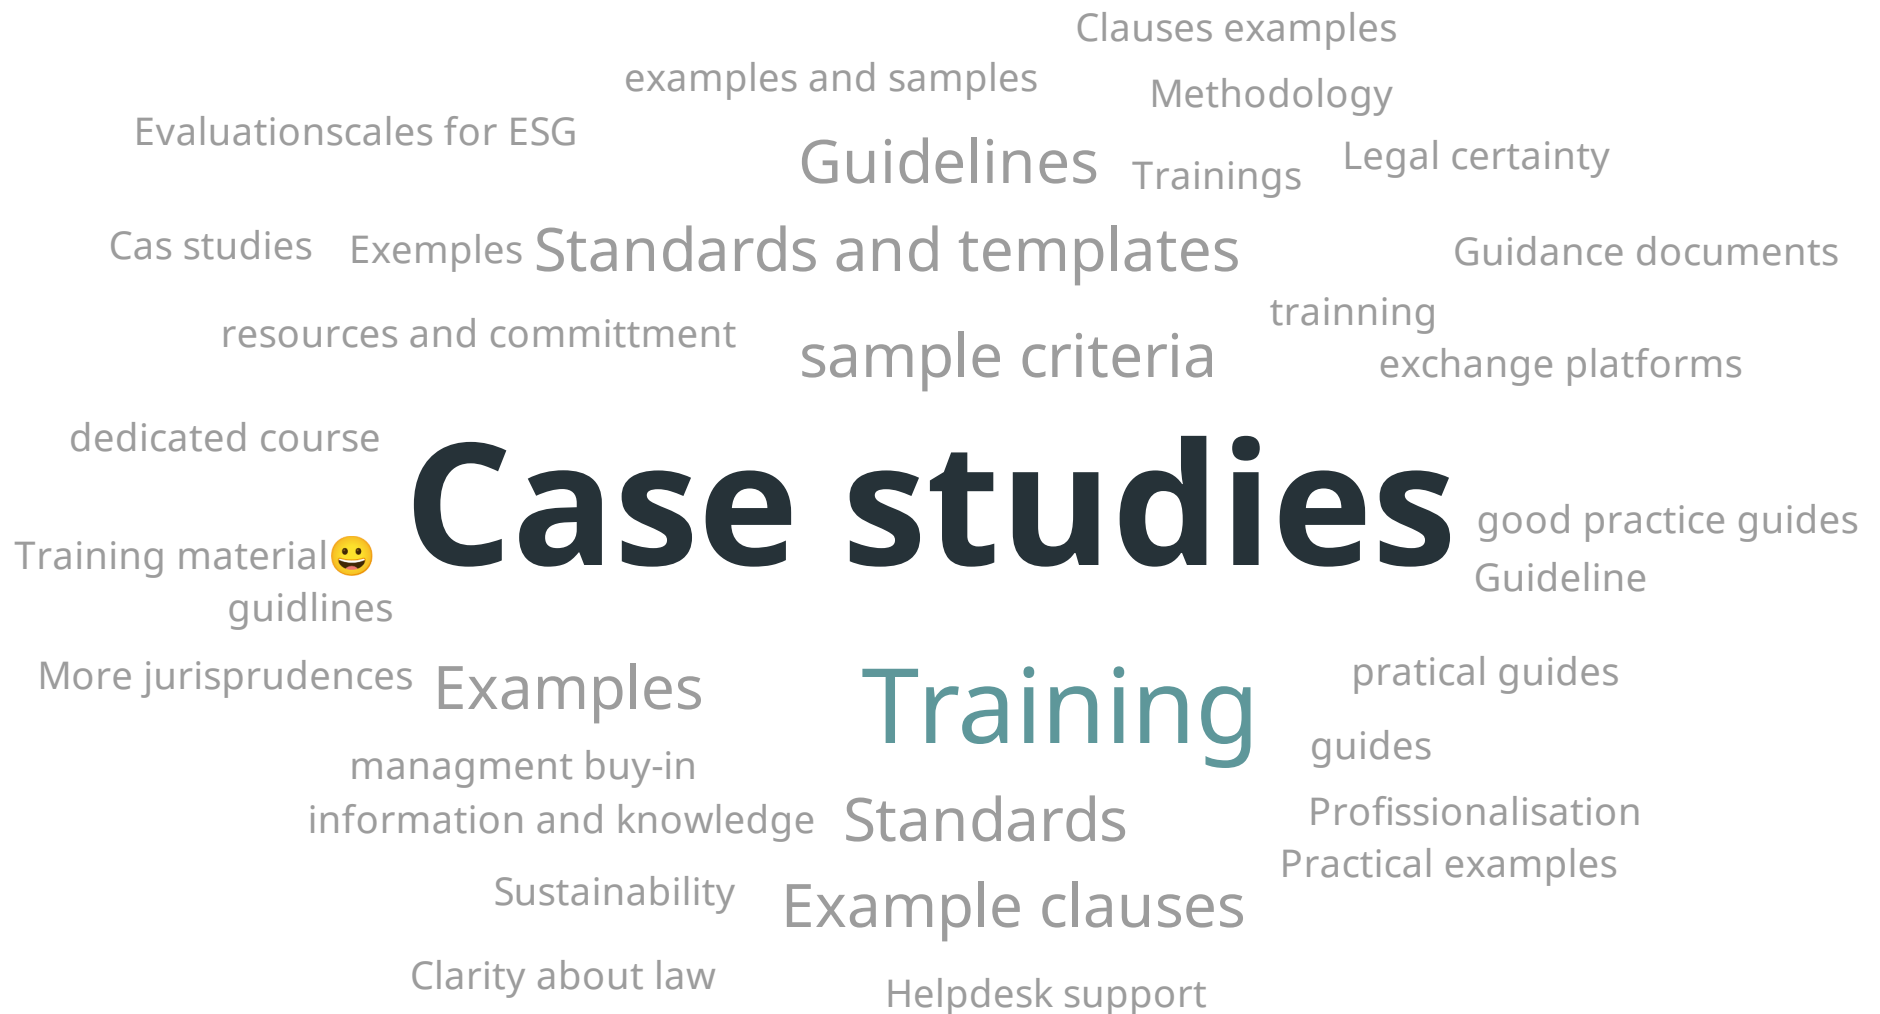 Clauses examples
examples and samples
Methodology
Evaluationscales for ESG
Guidelines
Trainings
Legal certainty
Cas studies
Exemples
Standards and templates
Guidance documents
trainning
resources and committment
sample criteria
exchange platforms
dedicated course
Case studies
good practice guides
Training material😀
Guideline
guidlines
More jurisprudences
Examples
Training
pratical guides
guides
managment buy-in
information and knowledge
Standards
Profissionalisation
Practical examples
Sustainability
Example clauses
Clarity about law
Helpdesk support